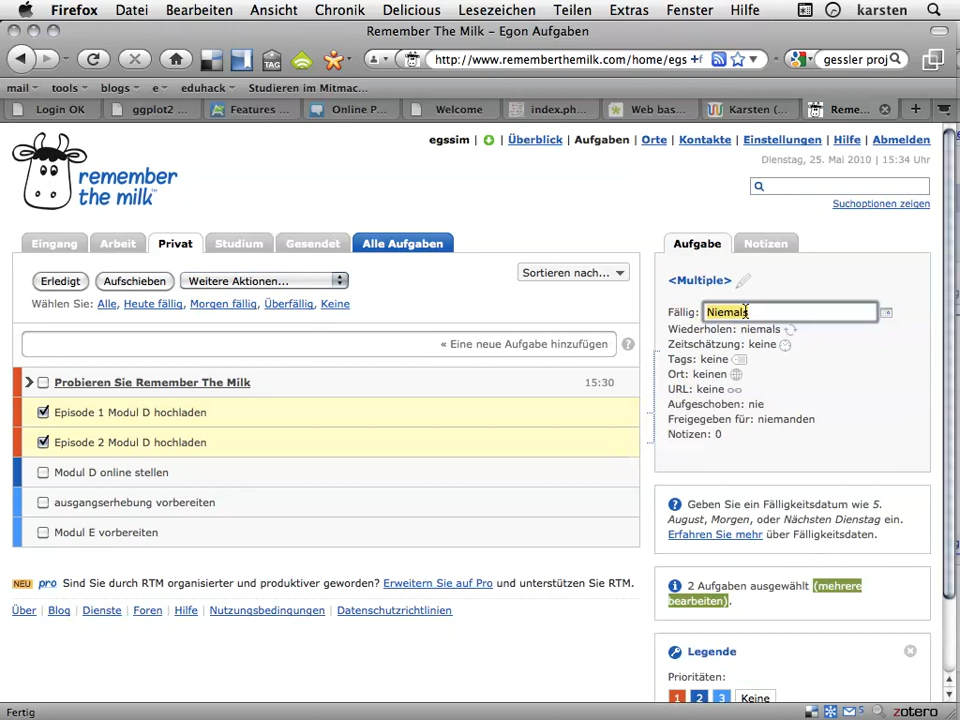 Firefox Datei Bearbeiten Ansicht Chronik Delicious Lesezeichen Teilen Extras Fenster Hilfe karsten
Remember The Milk – Egon Aufgaben
http://www.rememberthemilk.com/home/egs
gessler proj
mail tools blogs e eduhack Studieren im Mitmac...
Login OK ggplot2 Features ... Online P... Welcome index.ph... Web bas... Karsten (... Reme...
egssim Überblick | Aufgaben | Orte | Kontakte | Einstellungen | Hilfe | Abmelden
Dienstag, 25. Mai 2010 | 15:34 Uhr
remember
the milk™
Suchoptionen zeigen
Eingang Arbeit Privat Studium Gesendet Alle Aufgaben
Aufgabe Notizen
Erledigt Aufschieben Weitere Aktionen... Sortieren nach...
Wählen Sie: Alle, Heute fällig, Morgen fällig, Überfällig, Keine
« Eine neue Aufgabe hinzufügen ?
Probieren Sie Remember The Milk 15:30
Episode 1 Modul D hochladen
Episode 2 Modul D hochladen
Modul D online stellen
ausgangserhebung vorbereiten
Modul E vorbereiten
<Multiple>
Fällig: Niemals
Wiederholen: niemals
Zeitschätzung: keine
Tags: keine
Ort: keinen
URL: keine
Aufgeschoben: nie
Freigegeben für: niemanden
Notizen: 0
Geben Sie ein Fälligkeitsdatum wie 5.
August, Morgen, oder Nächsten Dienstag ein.
Erfahren Sie mehr über Fälligkeitsdaten.
2 Aufgaben ausgewählt (mehrere
bearbeiten).
NEU pro Sind Sie durch RTM organisierter und produktiver geworden? Erweitern Sie auf Pro und unterstützen Sie RTM.
Über | Blog | Dienste | Foren | Hilfe | Nutzungsbedingungen | Datenschutzrichtlinien
Legende
Prioritäten:
1 2 3 Keine
Fertig
5 zotero